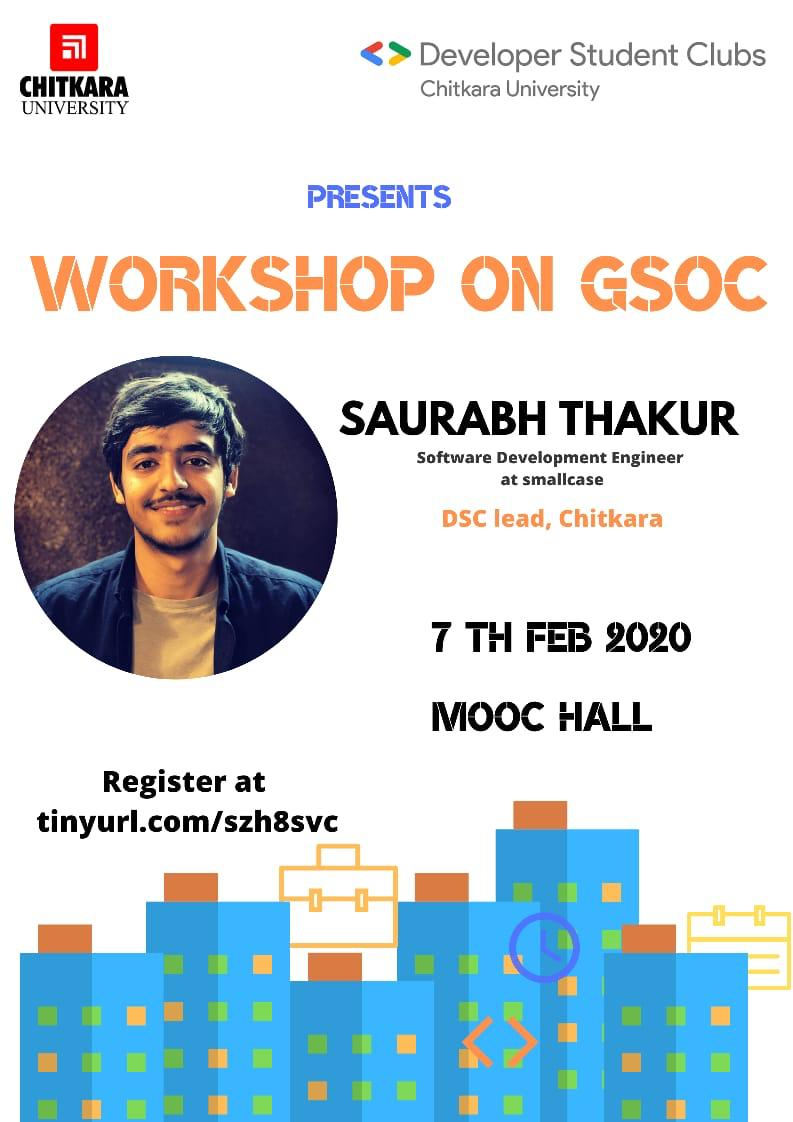 CHITKARA
UNIVERSITY
Developer Student Clubs
Chitkara University
PRESENTS
WORKSHOP ON GSOC
SAURABH THAKUR
Software Development Engineer
at smallcase
DSC lead, Chitkara
7 TH FEB 2020
MOOC HALL
Register at
tinyurl.com/szh8svc